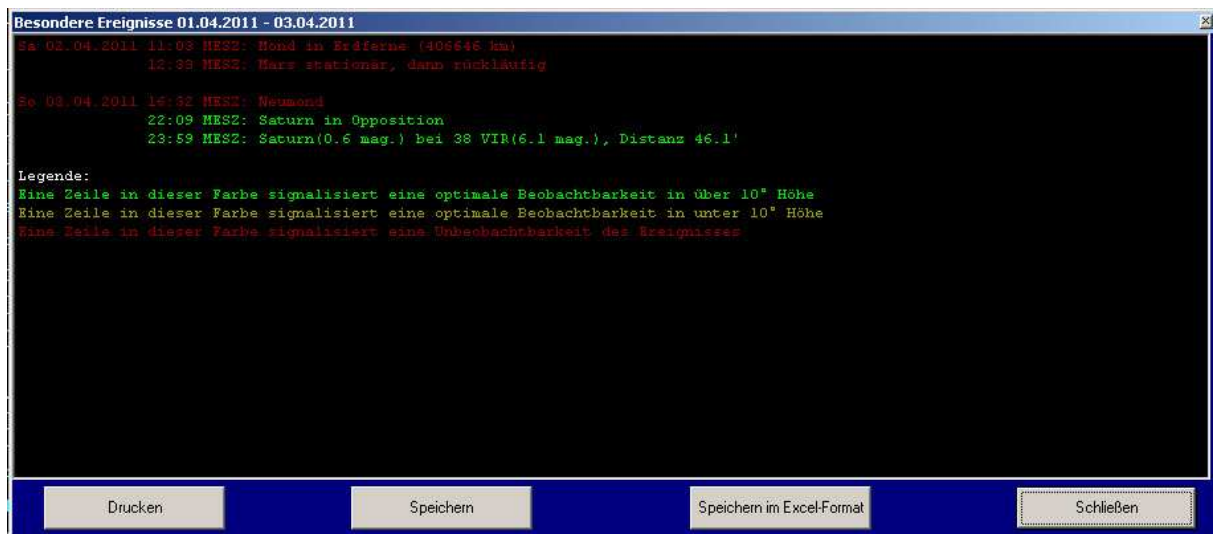 Besondere Ereignisse 01.04.2011 - 03.04.2011
Sa 02.04.2011 11:03 MESZ: Mond in Erdferne (406646 km)
12:33 MESZ: Mars stationär, dann rückläufig
So 03.04.2011 16:32 MESZ: Neumond
22:09 MESZ: Saturn in Opposition
23:59 MESZ: Saturn(0.6 mag.) bei 38 VIR(6.1 mag.), Distanz 46.1'
Legende:
Eine Zeile in dieser Farbe signalisiert eine optimale Beobachtbarkeit in über 10° Höhe
Eine Zeile in dieser Farbe signalisiert eine optimale Beobachtbarkeit in unter 10° Höhe
Eine Zeile in dieser Farbe signalisiert eine Unbeobachtbarkeit des Ereignisses
Drucken
Speichern
Speichern im Excel-Format
Schließen